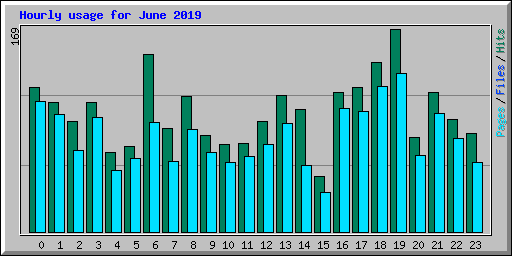 Hourly usage for June 2019
169
Pages/Files/Hits
0 1 2 3 4 5 6 7 8 9 10 11 12 13 14 15 16 17 18 19 20 21 22 23